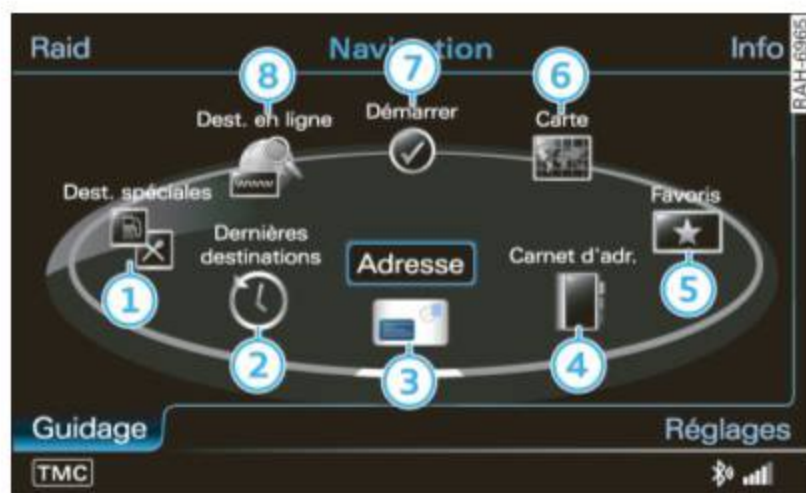 Raid
Navigation
Info
RAH-6965
8
7
6
Dest. en ligne
Démarrer
Carte
Dest. spéciales
Favoris
Dernières
destinations
Adresse
Carnet d'adr.
1
2
3
4
5
Guidage
Réglages
TMC